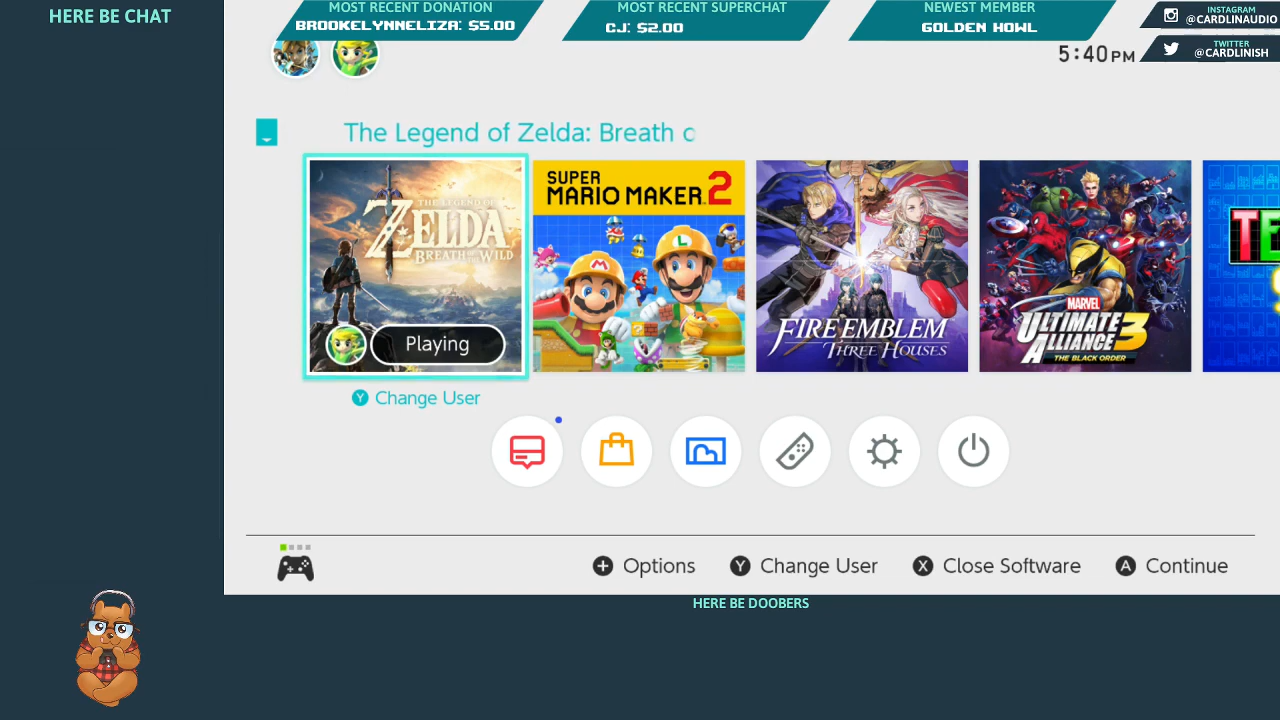 HERE BE CHAT
MOST RECENT DONATION
BROOKELYNNELIZA: $5.00
MOST RECENT SUPERCHAT
CJ: $2.00
NEWEST MEMBER
GOLDEN HOWL
INSTAGRAM
@CARDLINAUDIO
TWITTER
@CARDLINISH
5:40 PM
The Legend of Zelda: Breath o
THE LEGEND OF
ZELDA
BREATH OF THE WILD
Playing
SUPER
MARIO MAKER 2
FIRE EMBLEM
THREE HOUSES
MARVEL
ULTIMATE
ALLIANCE 3
THE BLACK ORDER
TE
Y Change User
+ Options
Y Change User
X Close Software
A Continue
HERE BE DOOBERS